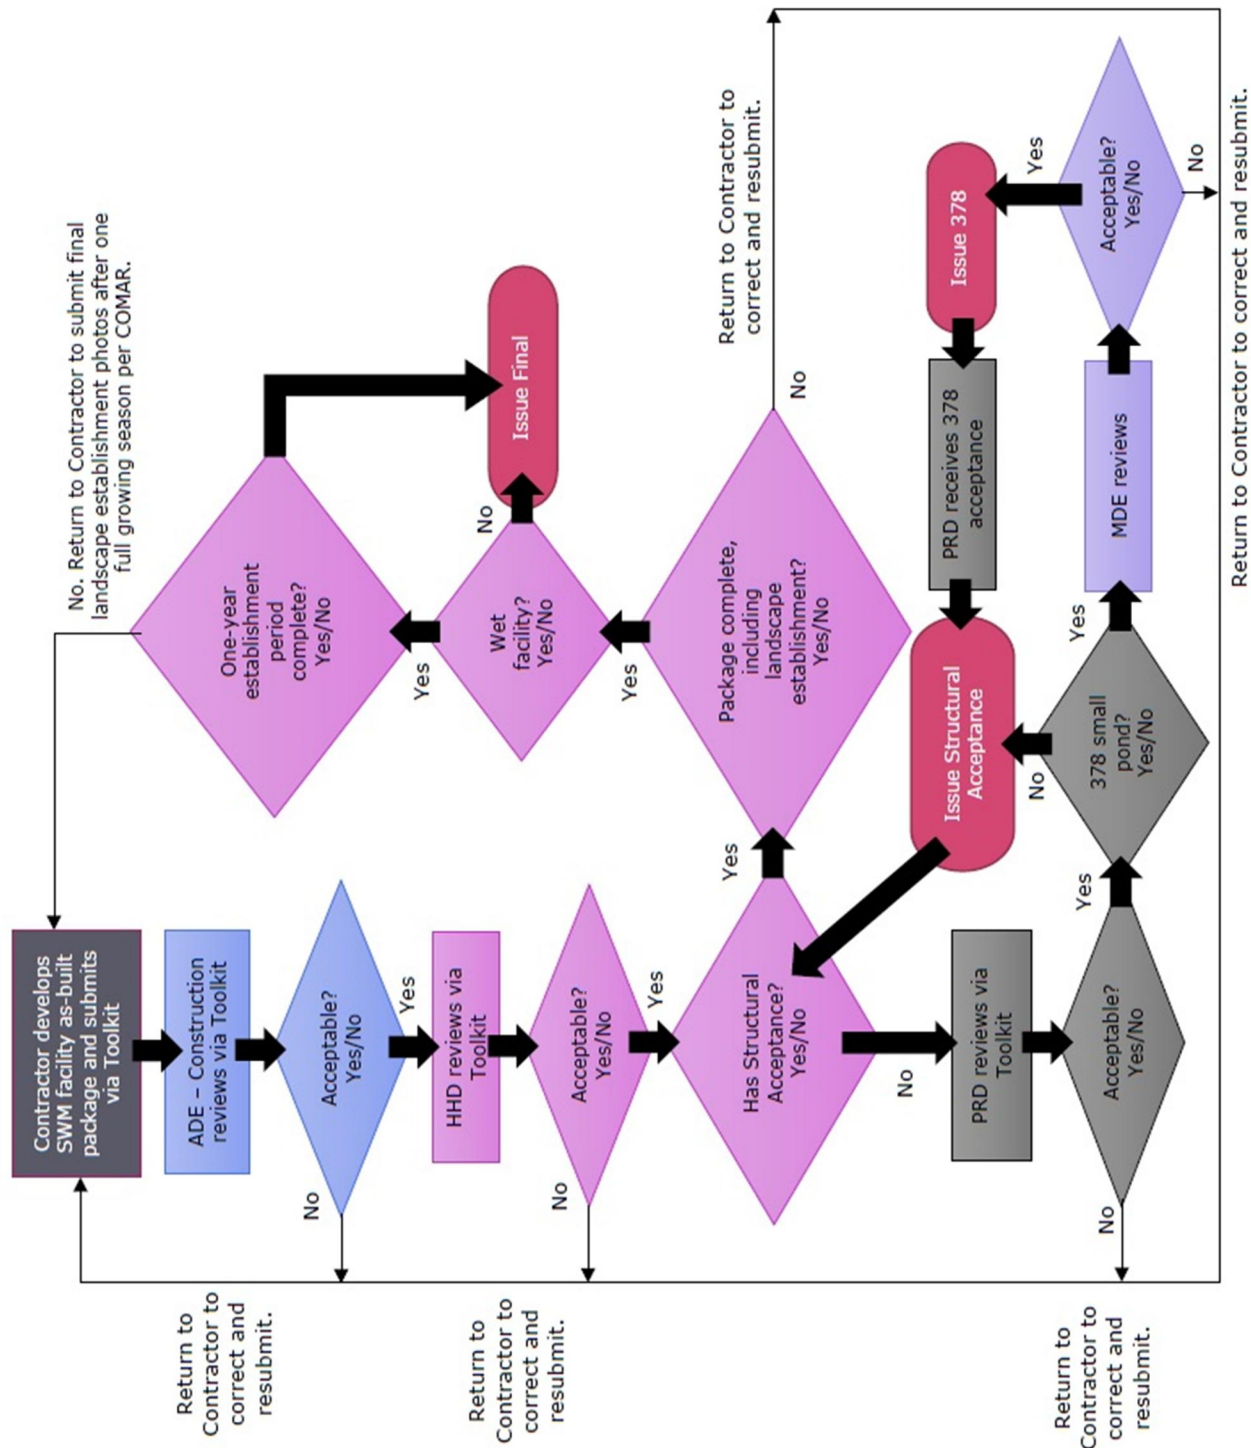 Contractor develops
SWM facility as-built
package and submits
via Toolkit
ADE – Construction
reviews via Toolkit
Acceptable?
Yes/No
No
Return to
Contractor to
correct and
resubmit.
Yes
HHD reviews via
Toolkit
Acceptable?
Yes/No
No
Return to
Contractor to
correct and
resubmit.
Yes
Has Structural
Acceptance?
Yes/No
No
PRD reviews via
Toolkit
Acceptable?
Yes/No
No
Return to
Contractor to
correct and
resubmit.
Yes
378 small
pond?
Yes/No
No
Issue Structural
Acceptance
Yes
MDE reviews
Acceptable?
Yes/No
No
Return to Contractor to correct and resubmit.
Yes
Issue 378
PRD receives 378
acceptance
Yes
Package complete,
including
landscape
establishment?
Yes/No
No
Return to Contractor to
correct and resubmit.
Yes
Wet
facility?
Yes/No
No
Issue Final
Yes
One-year
establishment
period
complete?
Yes/No
No. Return to Contractor to submit final
landscape establishment photos after one
full growing season per COMAR.